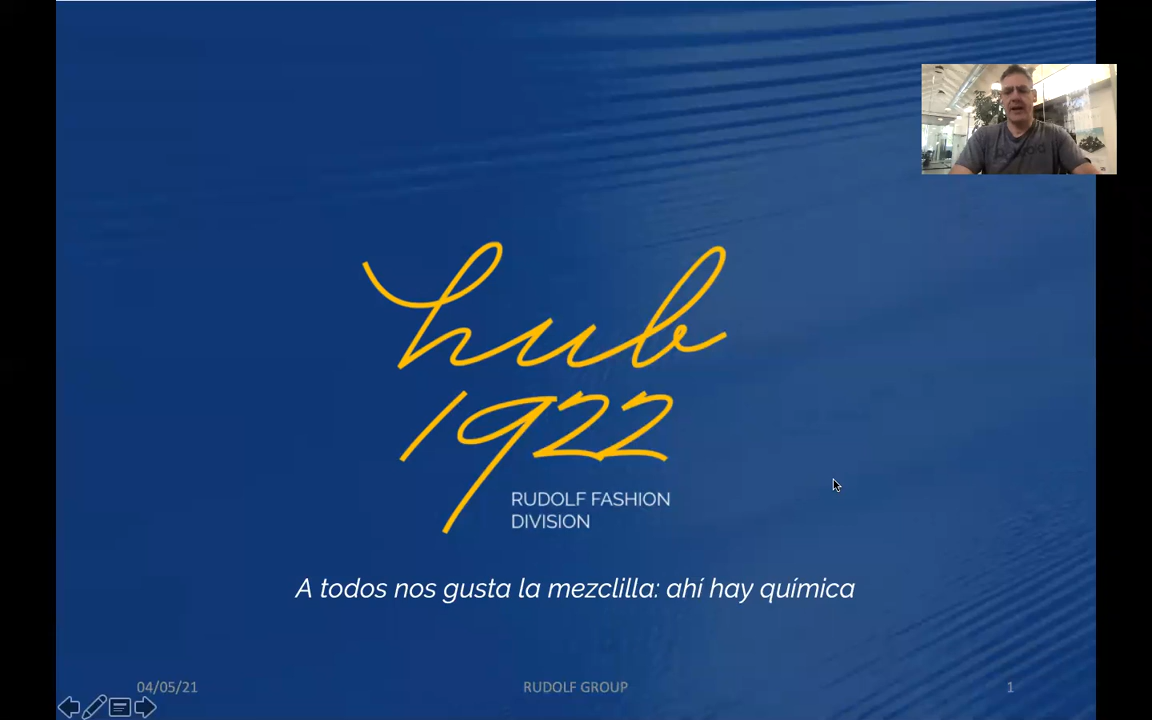 hub
1922
RUDOLF FASHION
DIVISION
A todos nos gusta la mezclilla: ahí hay química
04/05/21
RUDOLF GROUP
1